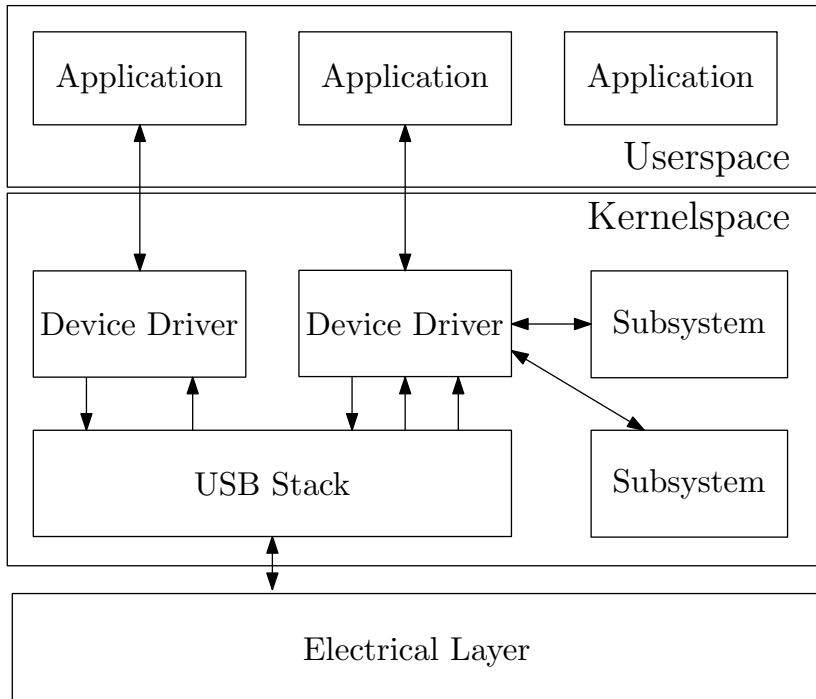 Application
Application
Application
Userspace
Kernelspace
Device Driver
Device Driver
Subsystem
USB Stack
Subsystem
Electrical Layer